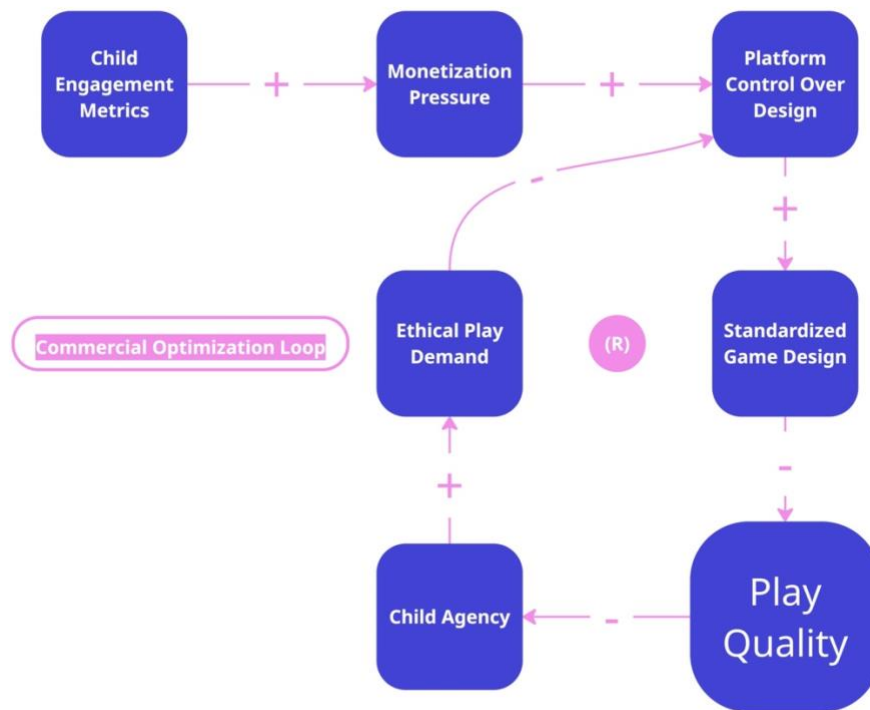 Child
Engagement
Metrics
+
Monetization
Pressure
+
Platform
Control Over
Design
-
+
Commercial Optimization Loop
Ethical Play
Demand
(R)
Standardized
Game Design
+
-
Child Agency
-
Play
Quality